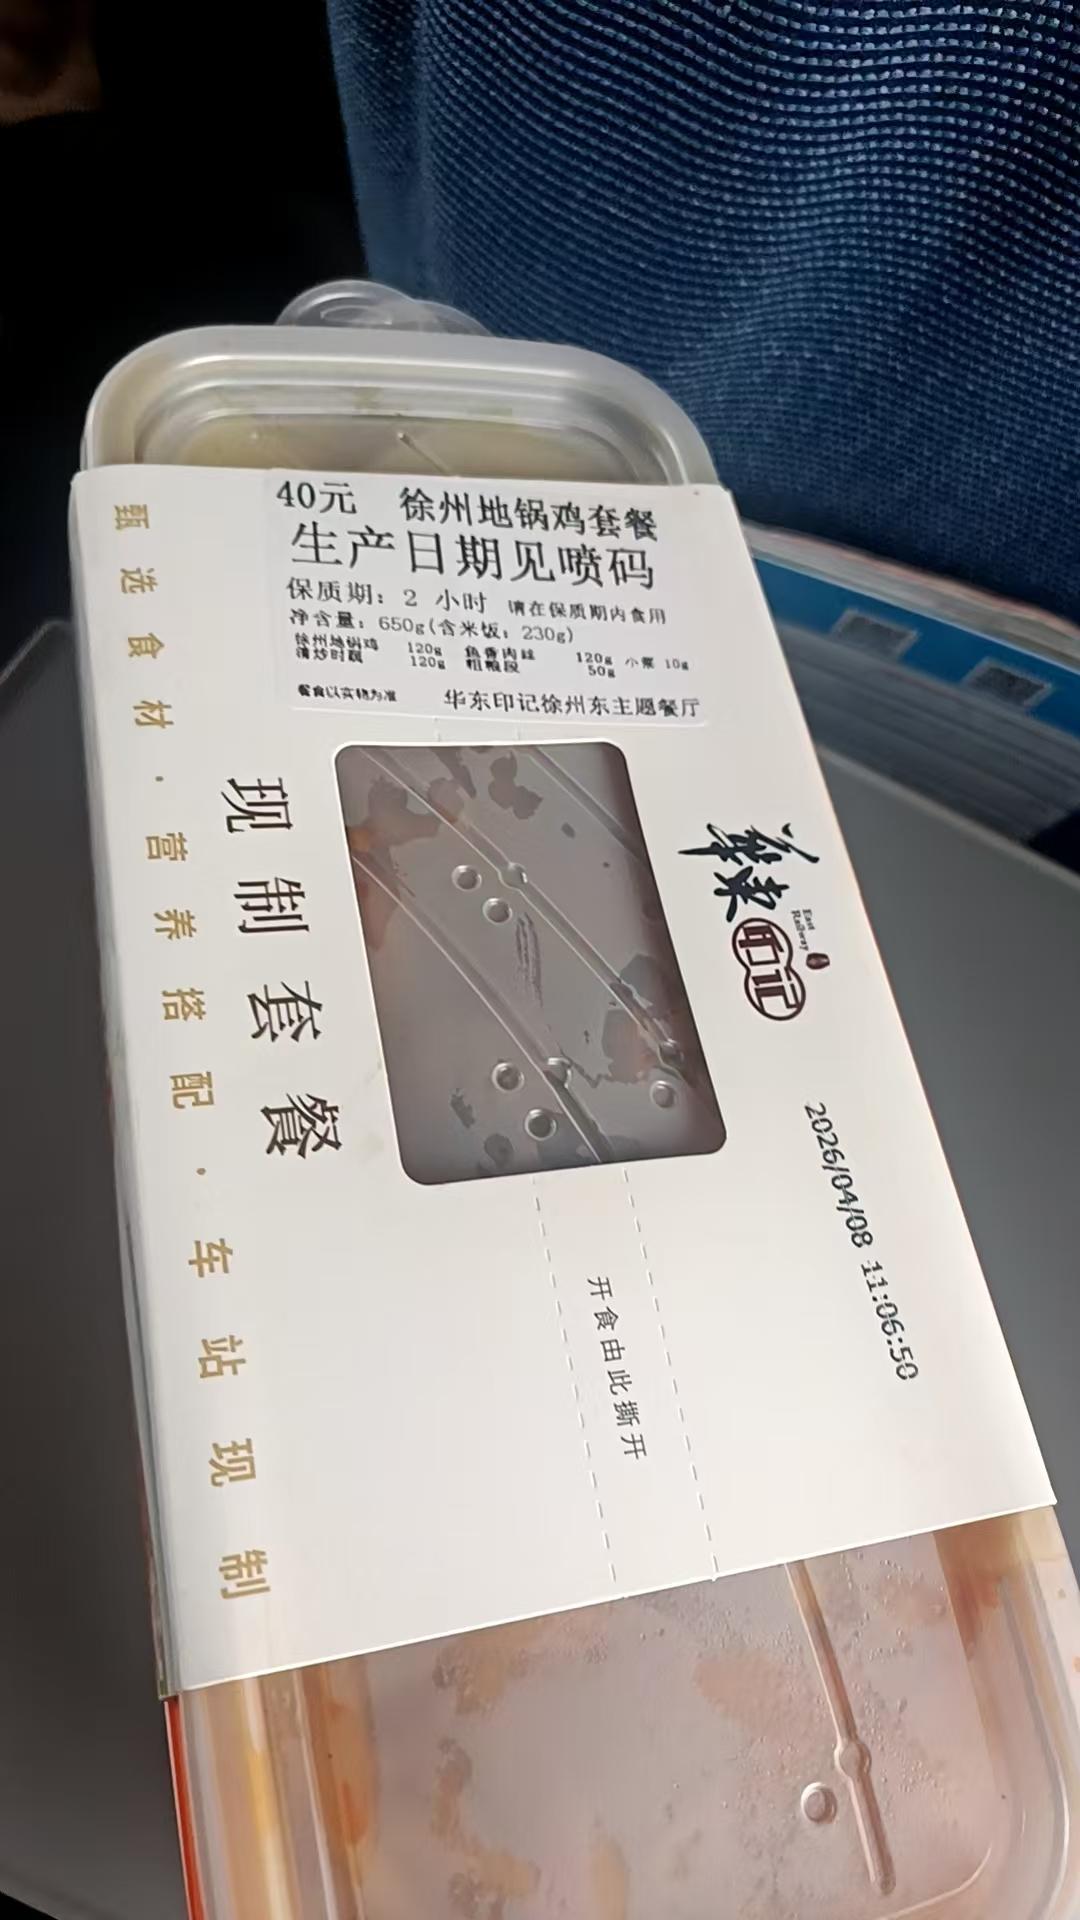 40元 徐州地锅鸡套餐
生产日期见喷码
保质期：2 小时 请在保质期内食用
净含量：650g(含米饭：230g)
徐州地锅鸡 120g 鱼香肉丝 120g 小菜 10g
清炒时蔬 120g 粗粮段 50g
餐食以实物为准 华东印记徐州东主题餐厅
甄选食材·营养搭配·车站现制
现制套餐
華東印记
East Railway
2026/04/08 11:06:50
开食由此撕开